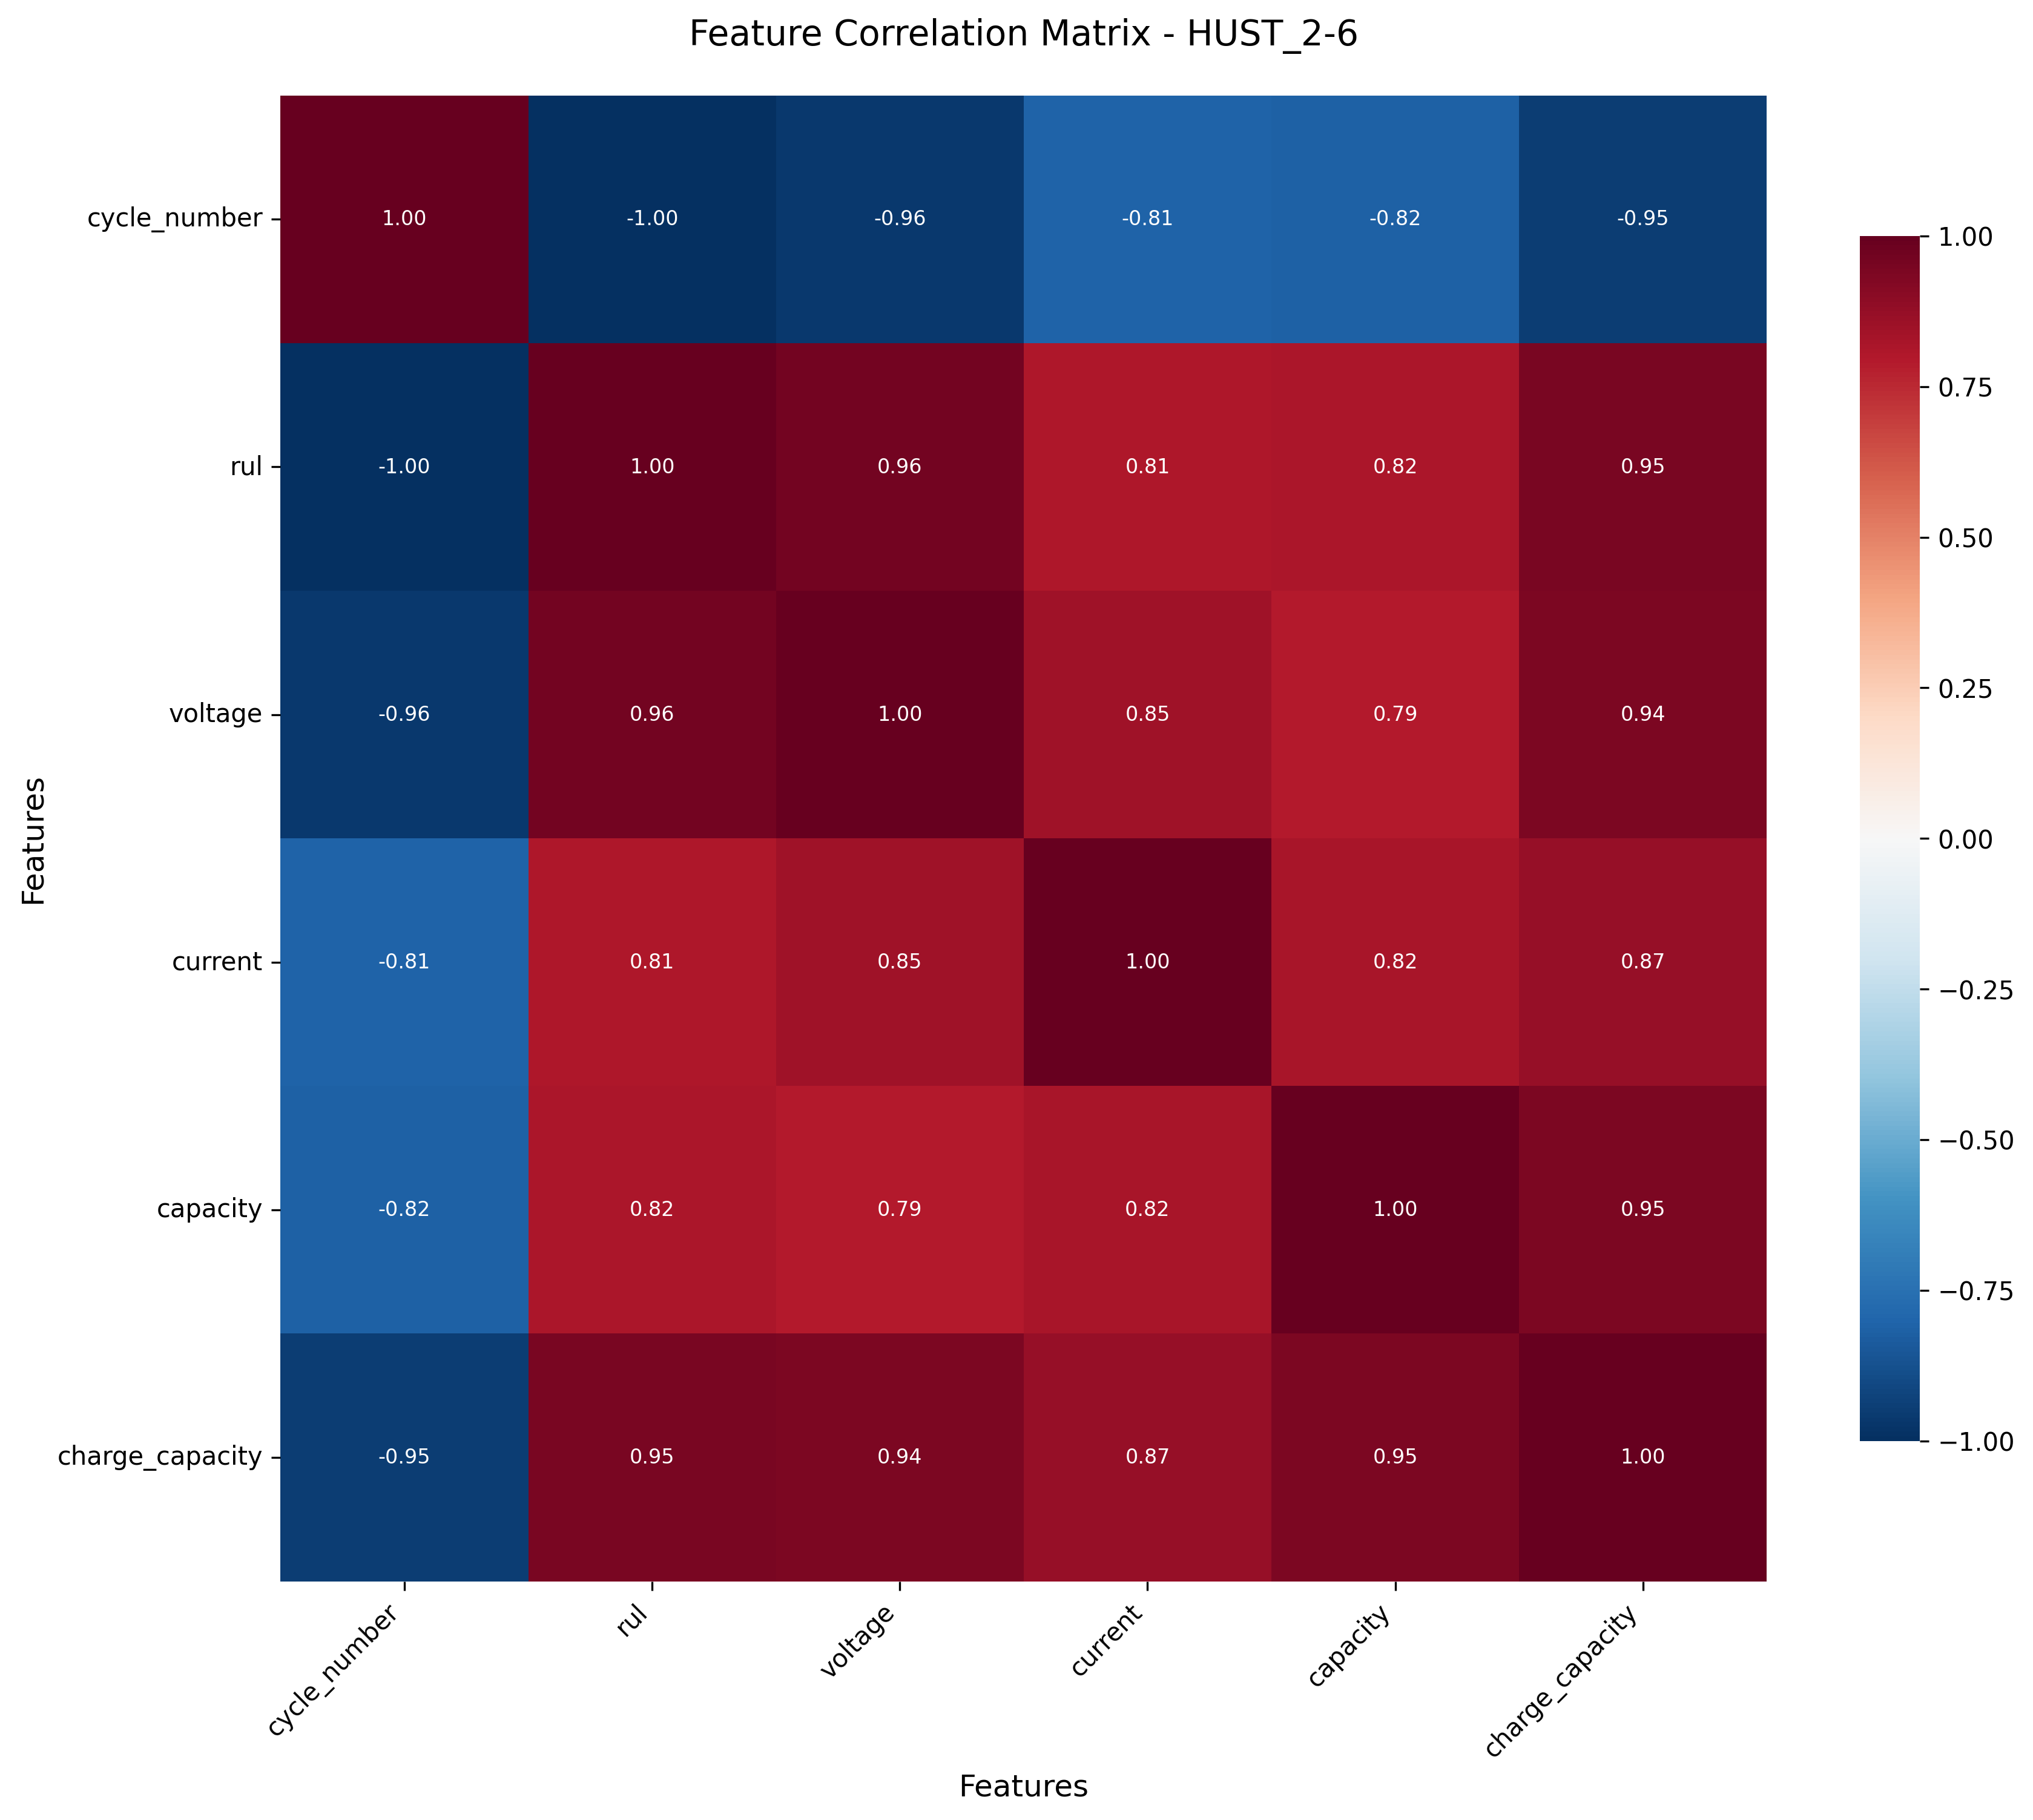 Feature Correlation Matrix - HUST_2-6
cycle_number 1.00 -1.00 -0.96 -0.81 -0.82 -0.95
rul -1.00 1.00 0.96 0.81 0.82 0.95
voltage -0.96 0.96 1.00 0.85 0.79 0.94
current -0.81 0.81 0.85 1.00 0.82 0.87
capacity -0.82 0.82 0.79 0.82 1.00 0.95
charge_capacity -0.95 0.95 0.94 0.87 0.95 1.00
Features
cycle_number rul voltage current capacity charge_capacity
Features
1.00
0.75
0.50
0.25
0.00
−0.25
−0.50
−0.75
−1.00